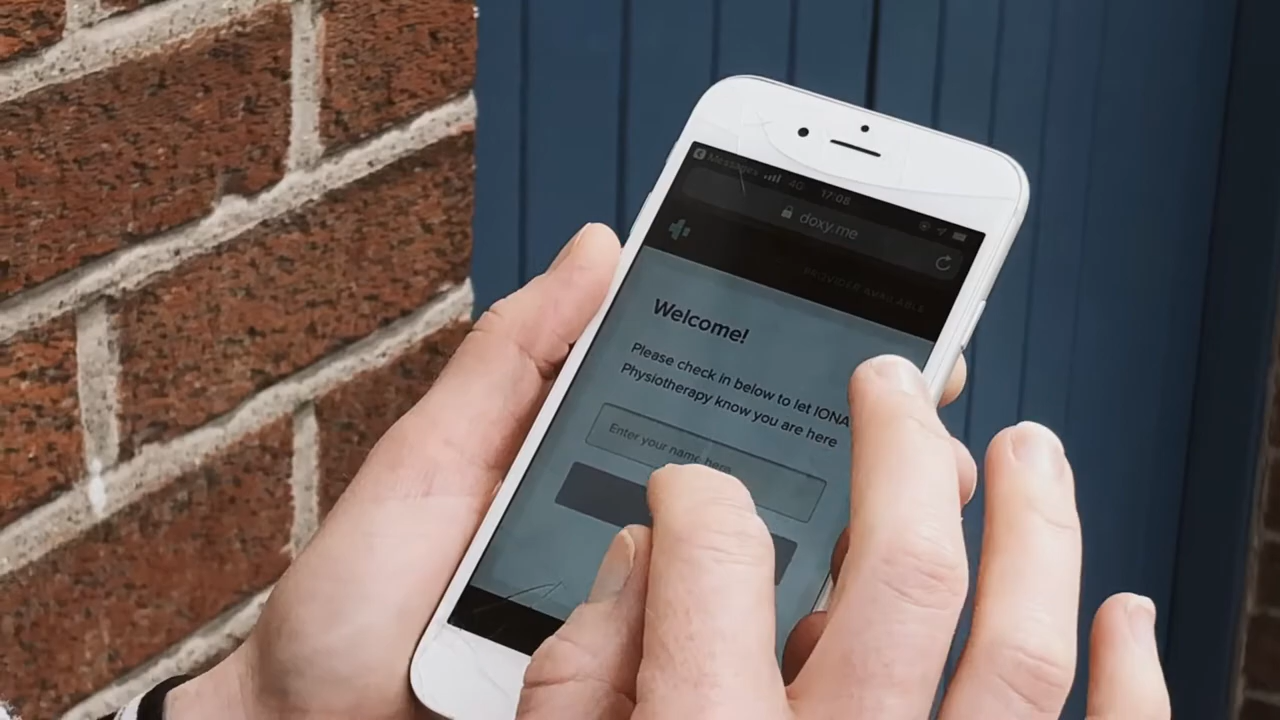 Messages 4G 17:08
doxy.me
PROVIDER AVAILABLE
Welcome!
Please check in below to let IONA
Physiotherapy know you are here
Enter your name here